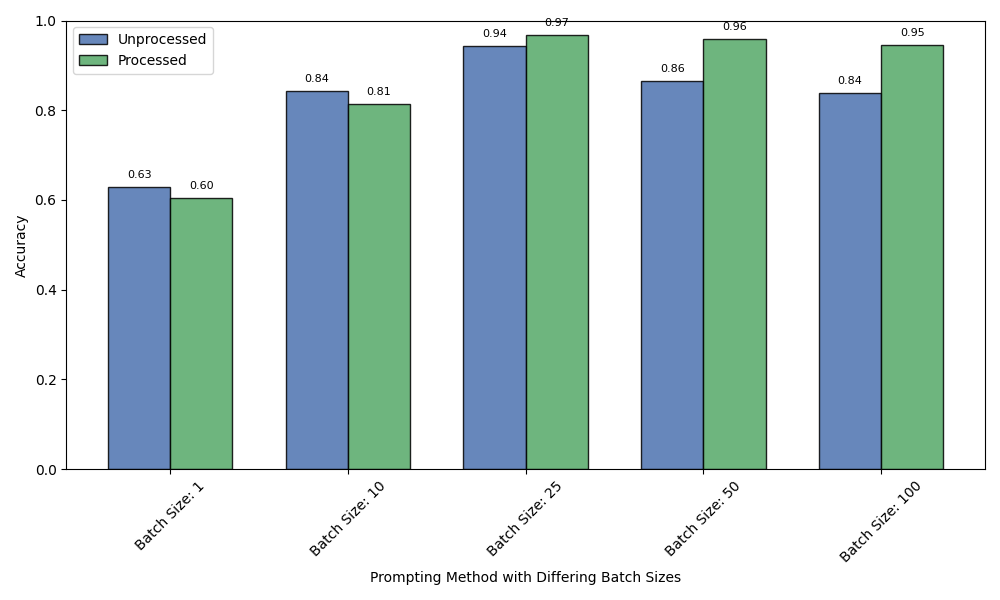 Unprocessed
Processed
1.0
0.8
0.6
0.4
0.2
0.0
Accuracy
0.63
0.60
0.84
0.81
0.94
0.97
0.86
0.96
0.84
0.95
Batch Size: 1
Batch Size: 10
Batch Size: 25
Batch Size: 50
Batch Size: 100
Prompting Method with Differing Batch Sizes